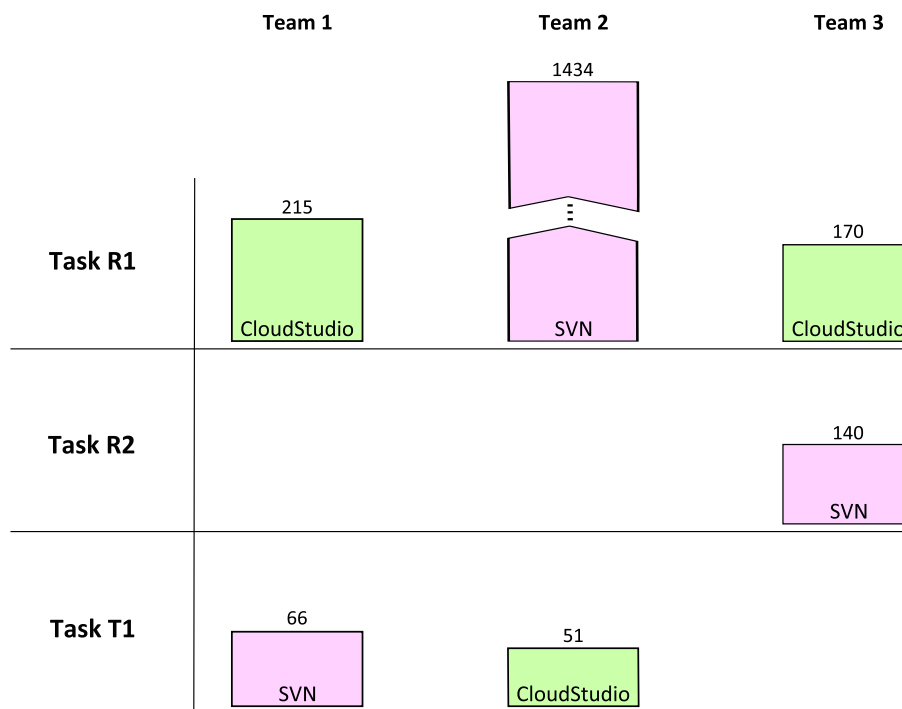 Team 1 Team 2 Team 3
1434
215 170
Task R1
CloudStudio SVN CloudStudio
140
Task R2
SVN
66 51
Task T1
SVN CloudStudio